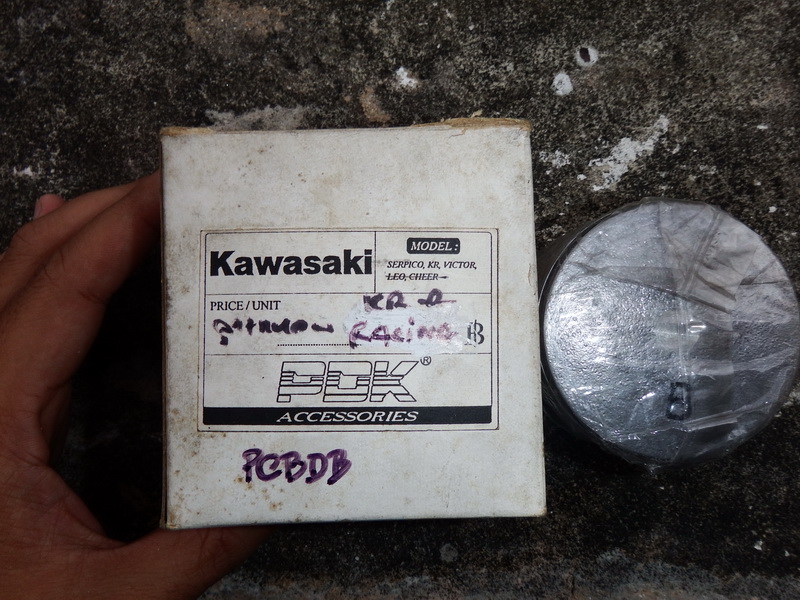 Kawasaki
MODEL :
SERPICO, KR, VICTOR,
LEO, CHEER
PRICE / UNIT
KR-R
Racing
PDK®
ACCESSORIES
PCBDB